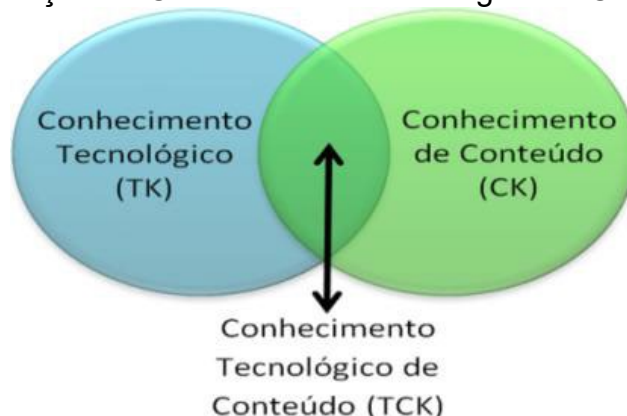 Conhecimento
Tecnológico
(TK)
Conhecimento
de Conteúdo
(CK)
Conhecimento
Tecnológico de
Conteúdo (TCK)